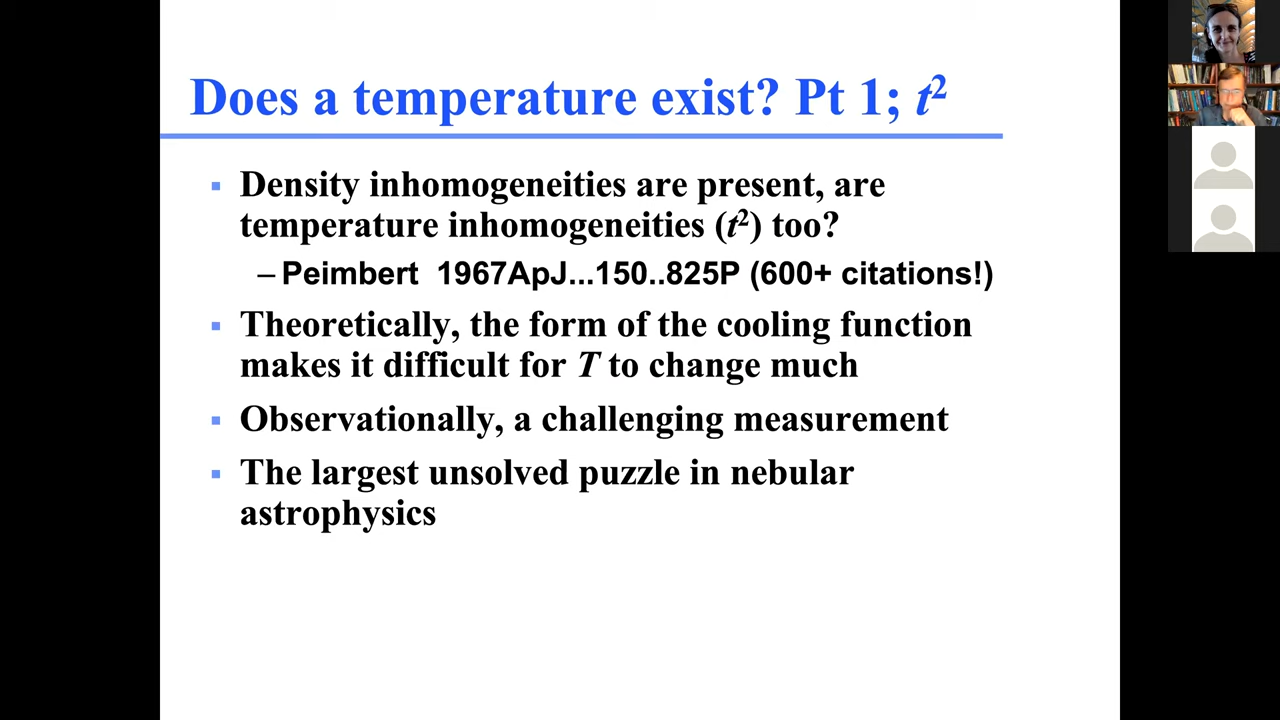 Does a temperature exist? Pt 1; t²
▪ Density inhomogeneities are present, are
temperature inhomogeneities (t²) too?
– Peimbert 1967ApJ...150..825P (600+ citations!)
▪ Theoretically, the form of the cooling function
makes it difficult for T to change much
▪ Observationally, a challenging measurement
▪ The largest unsolved puzzle in nebular
astrophysics